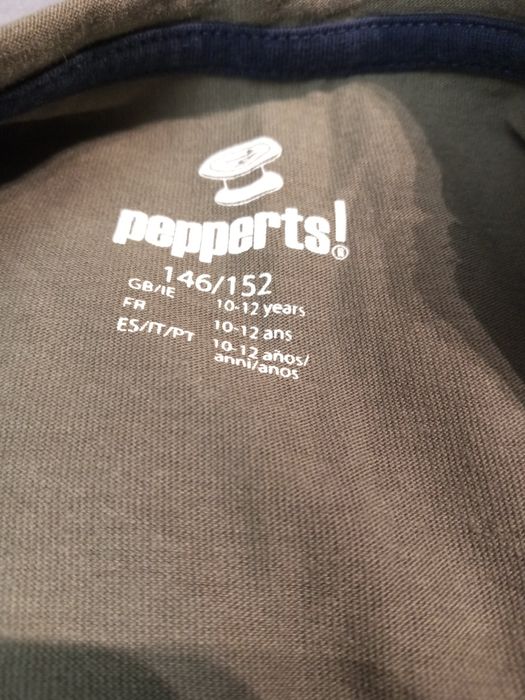 pepperts!®
146/152
GB/IE 10-12 years
FR 10-12 ans
ES/IT/PT 10-12 años/
anni/anos